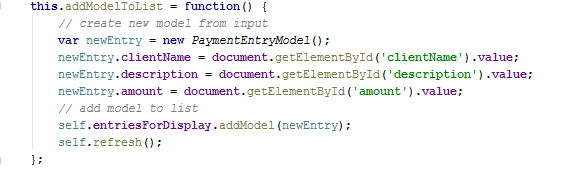 this.addModelToList = function() {
// create new model from input
var newEntry = new PaymentEntryModel();
newEntry.clientName = document.getElementById('clientName').value;
newEntry.description = document.getElementById('description').value;
newEntry.amount = document.getElementById('amount').value;
// add model to list
self.entriesForDisplay.addModel(newEntry);
self.refresh();
};